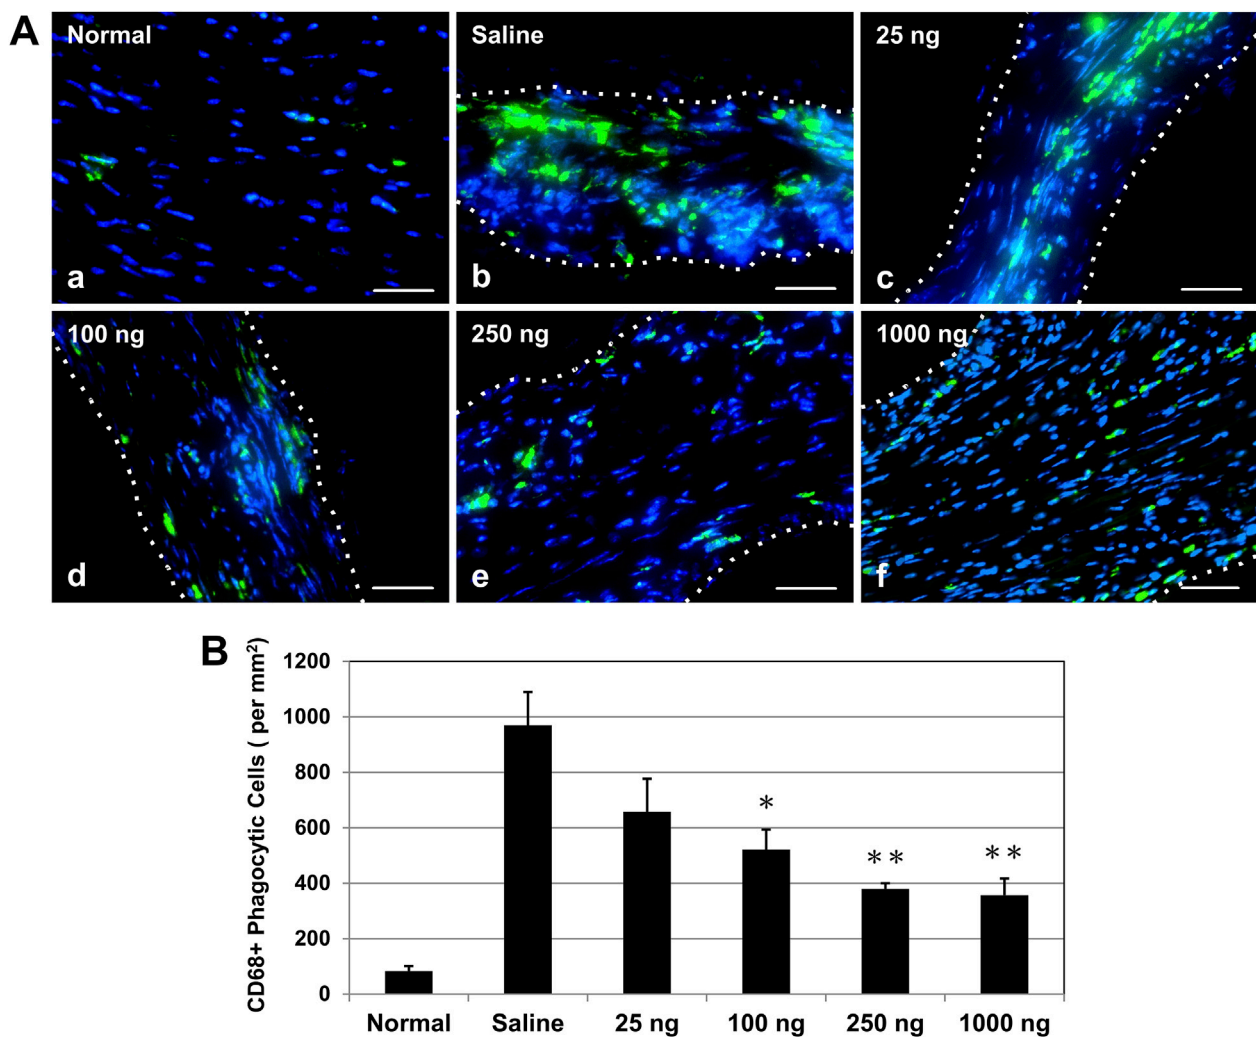 A
Normal
Saline
25 ng
a
b
c
100 ng
250 ng
1000 ng
d
e
f
B
CD68+ Phagocytic Cells ( per mm²)
1200
1000
800
600
400
200
0
*
**
**
Normal
Saline
25 ng
100 ng
250 ng
1000 ng